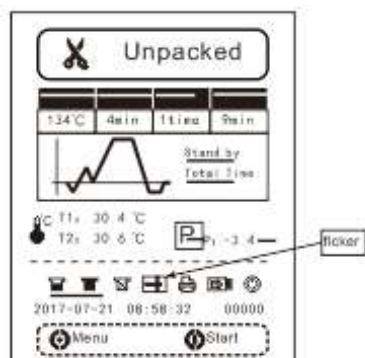 Unpacked
134℃ 4min 1time 9min
Stand by
Total Time
℃ T1: 30 4 ℃
T2: 30 6 ℃
P P: -3 4
flicker
2017-07-21 08:58:32 00000
Menu Start